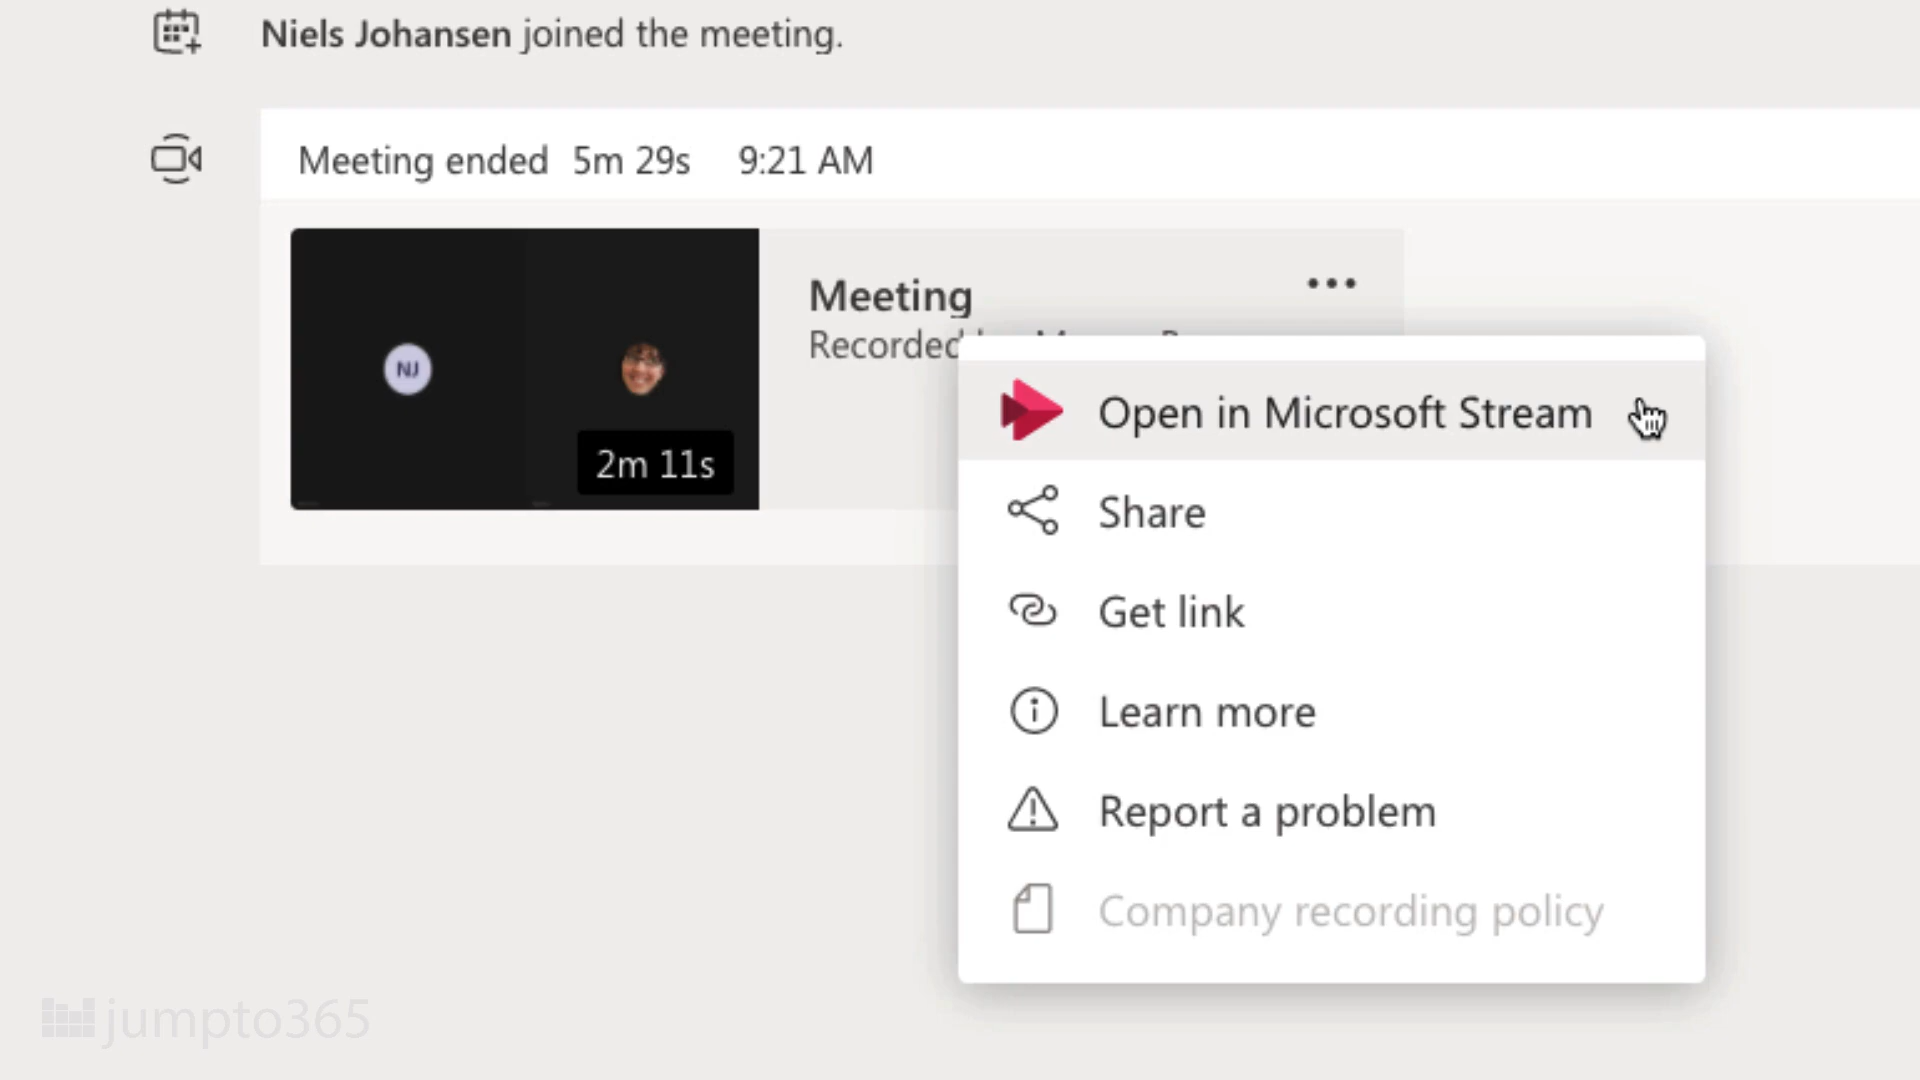 Niels Johansen joined the meeting.
Meeting ended 5m 29s 9:21 AM
Meeting
Recorded
NJ
2m 11s
Open in Microsoft Stream
Share
Get link
Learn more
Report a problem
Company recording policy
jumpto365